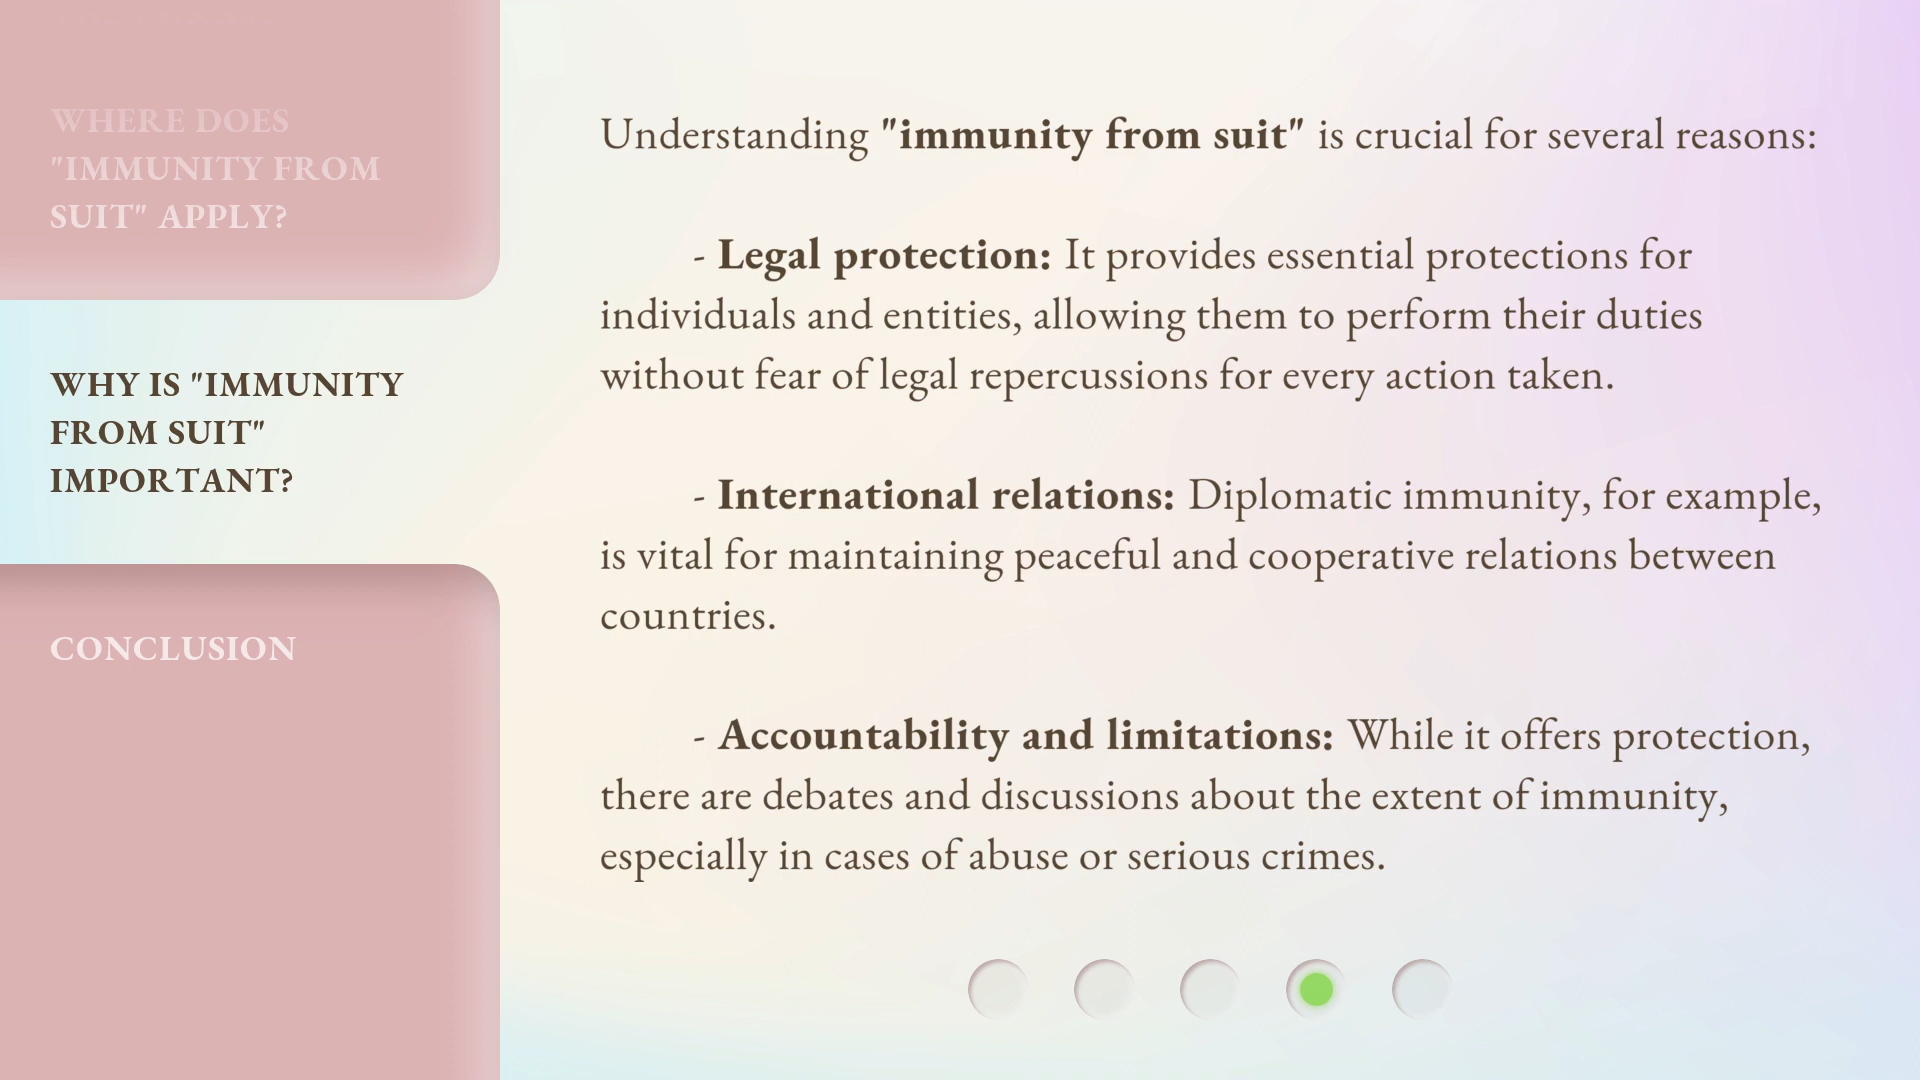 WHERE DOES
"IMMUNITY FROM
SUIT" APPLY?
WHY IS "IMMUNITY
FROM SUIT"
IMPORTANT?
CONCLUSION
Understanding "immunity from suit" is crucial for several reasons:
- Legal protection: It provides essential protections for
individuals and entities, allowing them to perform their duties
without fear of legal repercussions for every action taken.
- International relations: Diplomatic immunity, for example,
is vital for maintaining peaceful and cooperative relations between
countries.
- Accountability and limitations: While it offers protection,
there are debates and discussions about the extent of immunity,
especially in cases of abuse or serious crimes.